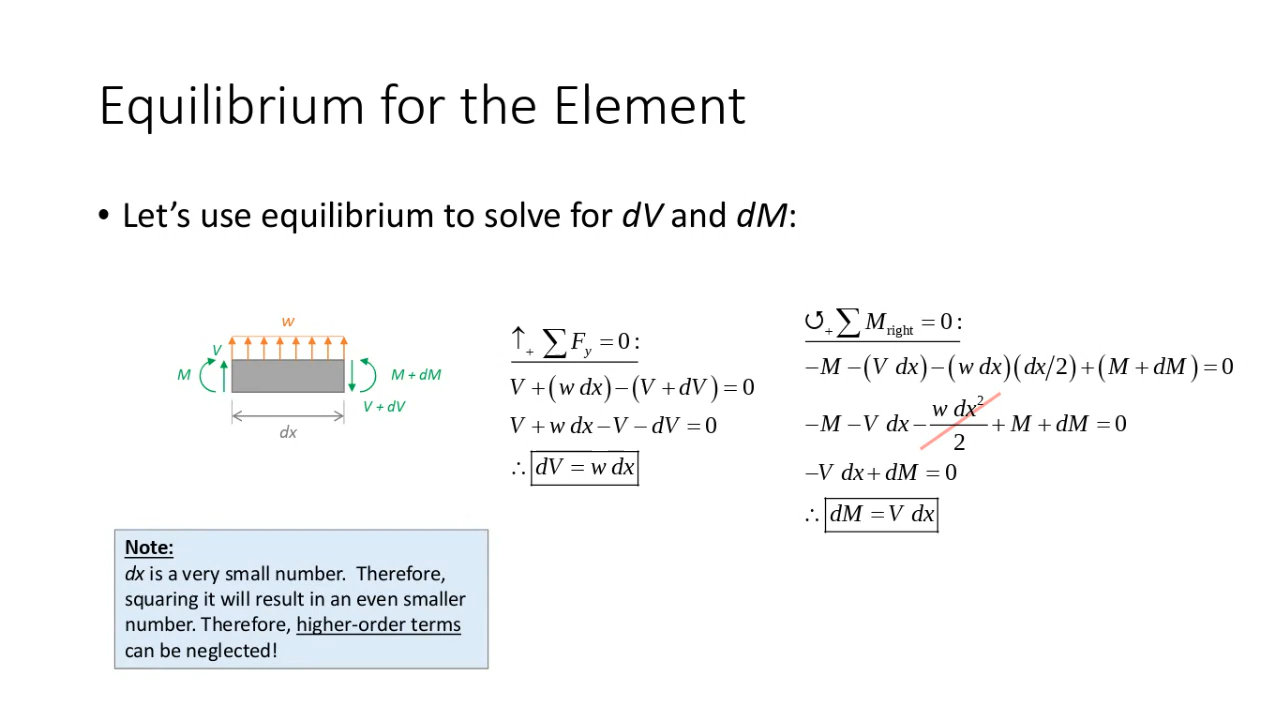 Equilibrium for the Element
• Let’s use equilibrium to solve for dV and dM:
w
V
M
M + dM
V + dV
dx
↑+ ∑Fy = 0:
V + (w dx) − (V + dV) = 0
V + w dx − V − dV = 0
∴ dV = w dx
↺+ ∑Mright = 0:
−M − (V dx) − (w dx)(dx/2) + (M + dM) = 0
−M − V dx − w dx²/2 + M + dM = 0
−V dx + dM = 0
∴ dM = V dx
Note:
dx is a very small number. Therefore,
squaring it will result in an even smaller
number. Therefore, higher-order terms
can be neglected!